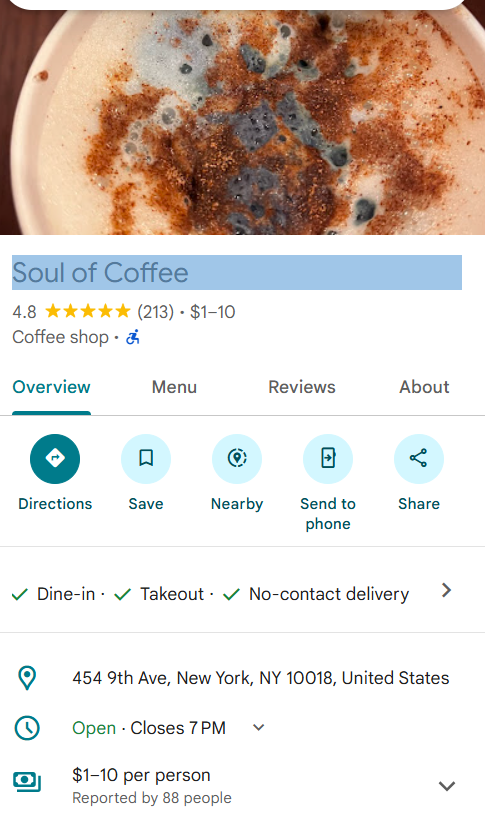 Soul of Coffee
4.8 ★★★★★ (213) · $1–10
Coffee shop ·
Overview Menu Reviews About
Directions Save Nearby Send to phone Share
Dine-in · Takeout · No-contact delivery
454 9th Ave, New York, NY 10018, United States
Open · Closes 7 PM
$1–10 per person
Reported by 88 people